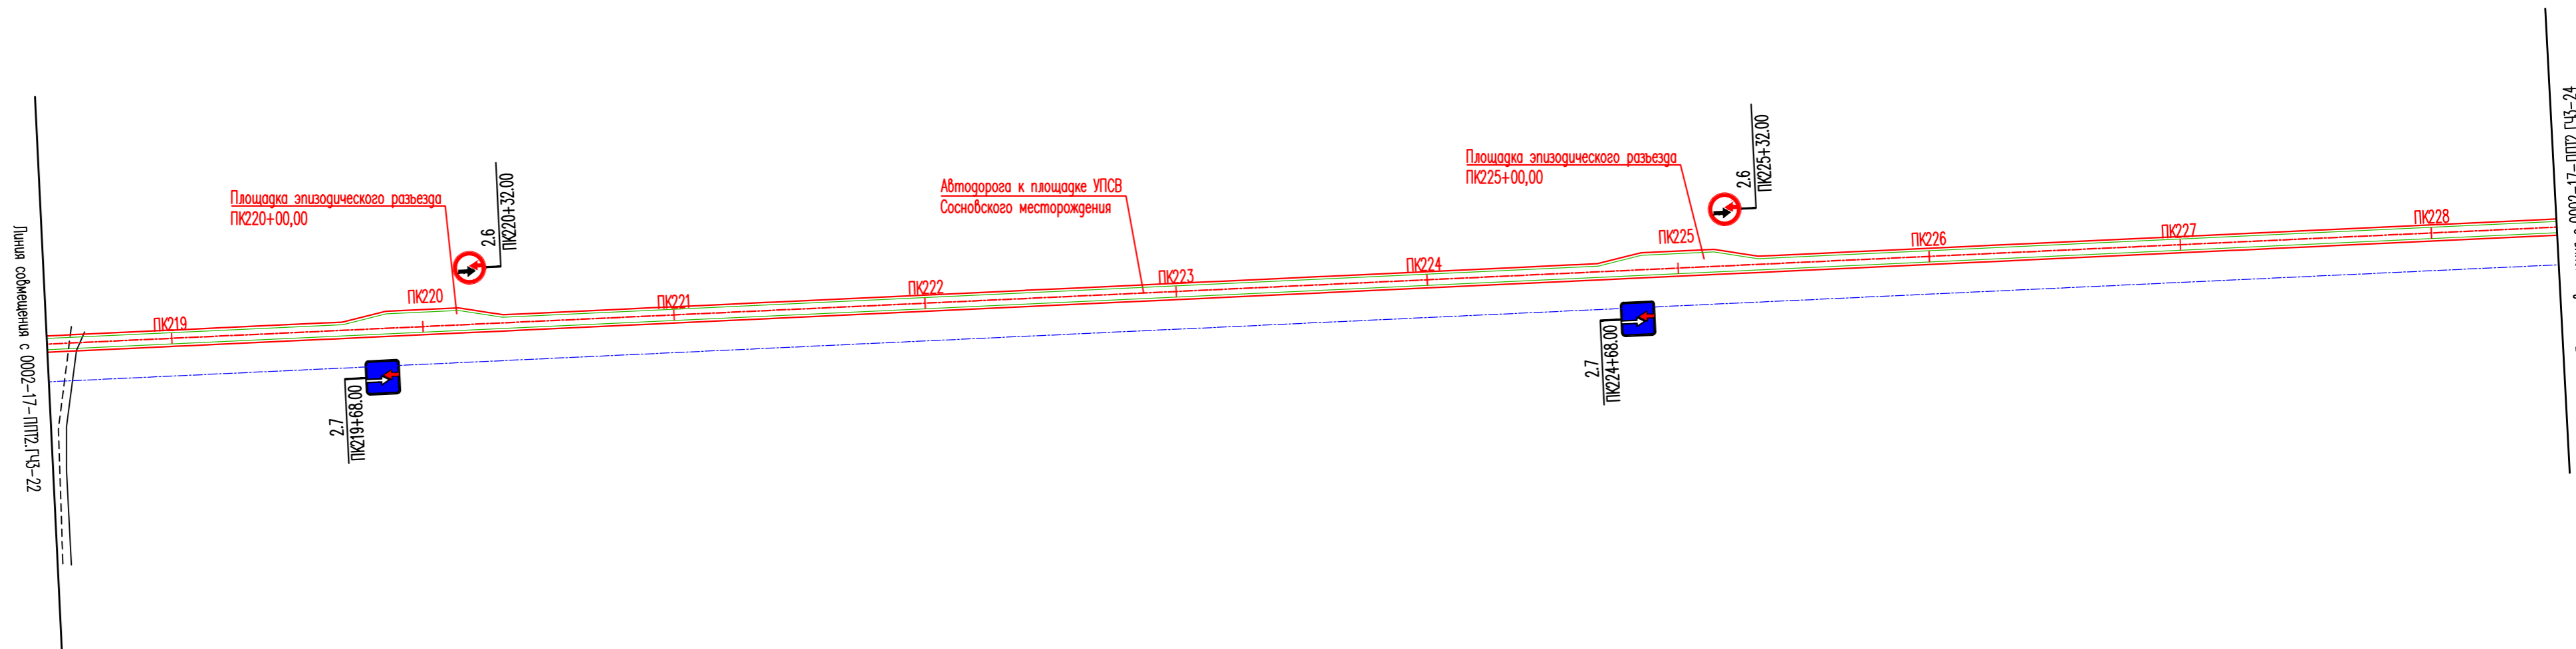 Линия совмещения с 0002-17-ППТ2.ГЧ3-22
ПК219
Площадка эпизодического разъезда
ПК220+00,00
2.7
ПК219+68.00
ПК220
2.6
ПК220+32.00
ПК221
ПК222
Автодорога к площадке УПСВ
Сосновского месторождения
ПК223
ПК224
Площадка эпизодического разъезда
ПК225+00,00
2.7
ПК224+68.00
ПК225
2.6
ПК225+32.00
ПК226
ПК227
ПК228
0002-17-ППТ2.ГЧ3-24